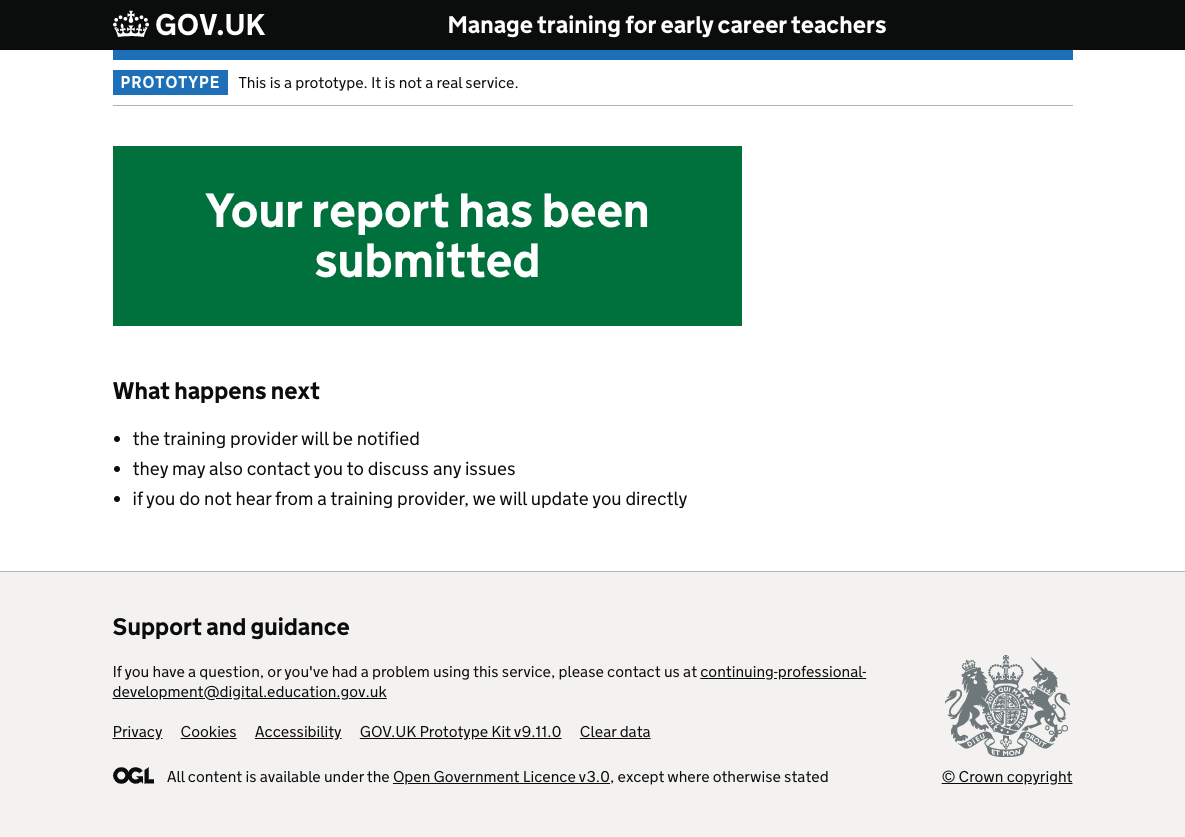 GOV.UK Manage training for early career teachers
PROTOTYPE This is a prototype. It is not a real service.
Your report has been
submitted
What happens next
• the training provider will be notified
• they may also contact you to discuss any issues
• if you do not hear from a training provider, we will update you directly
Support and guidance
If you have a question, or you've had a problem using this service, please contact us at continuing-professional-
development@digital.education.gov.uk
Privacy Cookies Accessibility GOV.UK Prototype Kit v9.11.0 Clear data
OGL All content is available under the Open Government Licence v3.0, except where otherwise stated
DIEU ET MON DROIT
© Crown copyright